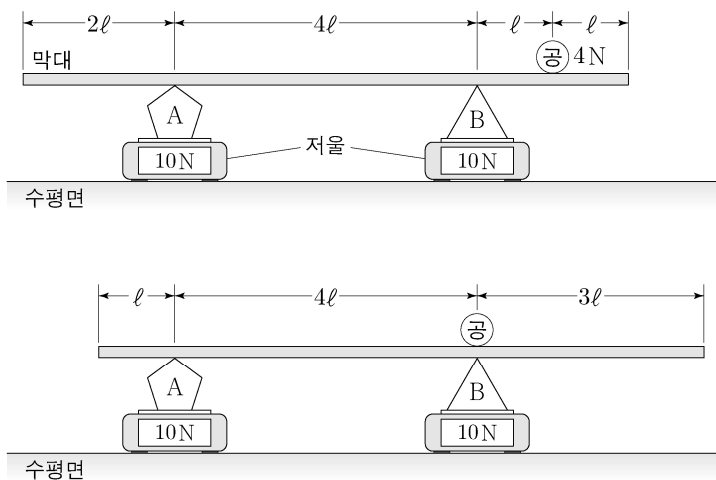 2ℓ 4ℓ ℓ ℓ
막대 공 4N
A B
저울
10N 10N
수평면
ℓ 4ℓ 3ℓ
공
A B
10N 10N
수평면